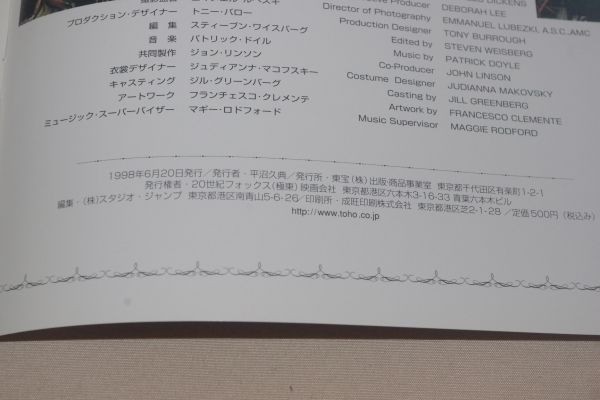 Executive Producer DEBORAH LEE
Director of Photography EMMANUEL LUBEZKI, A.S.C.,AMC
プロダクション・デザイナー トニー・バロー
Production Designer TONY BURROUGH
編集 スティーブン・ワイスバーグ
Edited by STEVEN WEISBERG
音楽 パトリック・ドイル
Music by PATRICK DOYLE
共同製作 ジョン・リンソン
Co-Producer JOHN LINSON
衣裳デザイナー ジュディアンナ・マコフスキー
Costume Designer JUDIANNA MAKOVSKY
キャスティング ジル・グリーンバーグ
Casting by JILL GREENBERG
アートワーク フランチェスコ・クレメンテ
Artwork by FRANCESCO CLEMENTE
ミュージック・スーパーバイザー マギー・ロドフォード
Music Supervisor MAGGIE RODFORD
1998年6月20日発行/発行者・平沼久典/発行所・東宝(株)出版・商品事業室 東京都千代田区有楽町1-2-1
発行権者・20世紀フォックス(極東)映画会社 東京都港区六本木3-16-33 青葉六本木ビル
編集・(株)スタジオ・ジャンプ 東京都港区南青山5-6-26/印刷所・成旺印刷株式会社 東京都港区芝2-1-28 /定価500円(税込み)
http://www.toho.co.jp